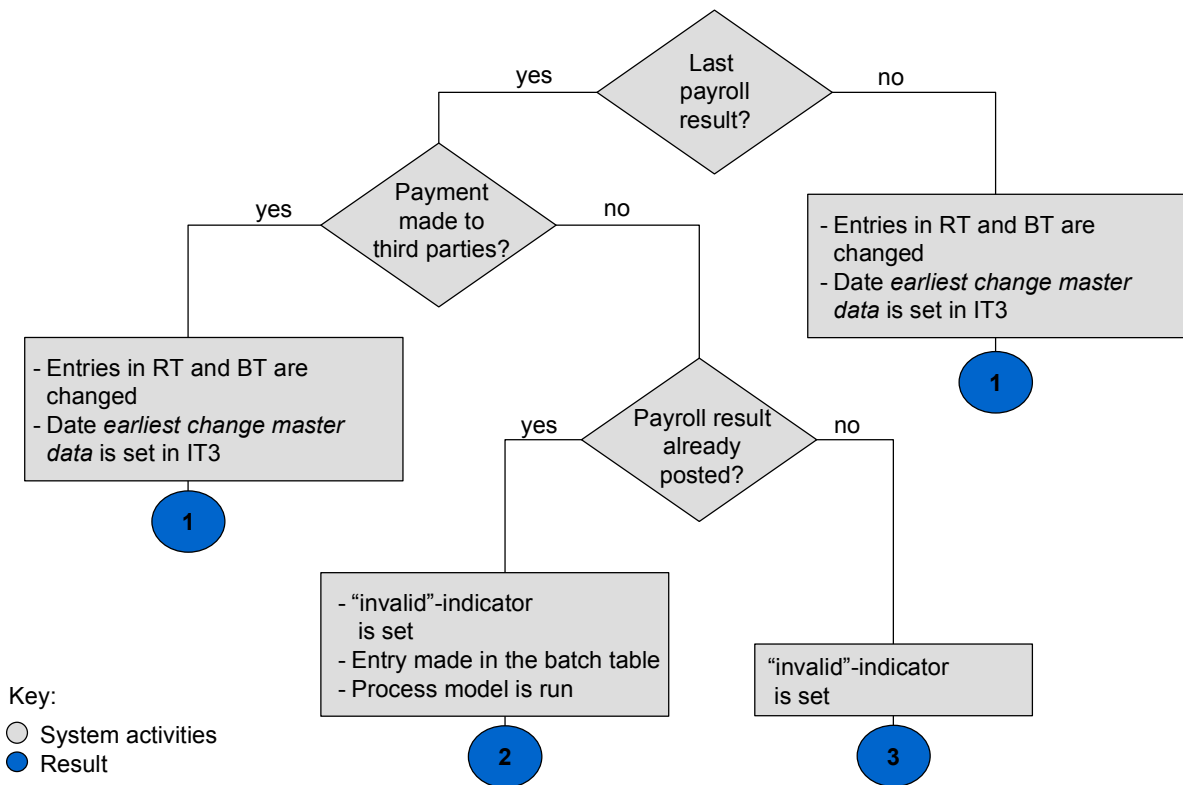 Last
payroll
result?
yes
no
Payment
made to
third parties?
yes
no
- Entries in RT and BT are
changed
- Date earliest change master
data is set in IT3
1
- Entries in RT and BT are
changed
- Date earliest change master
data is set in IT3
1
Payroll result
already
posted?
yes
no
- “invalid”-indicator
is set
- Entry made in the batch table
- Process model is run
2
“invalid”-indicator
is set
3
Key:
System activities
Result